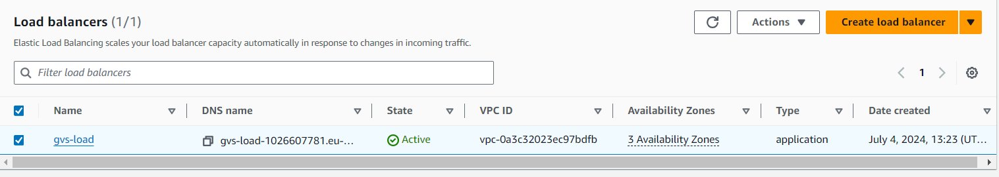 Load balancers (1/1)
Actions
Create load balancer
Elastic Load Balancing scales your load balancer capacity automatically in response to changes in incoming traffic.
Filter load balancers
1
Name DNS name State VPC ID Availability Zones Type Date created
gvs-load gvs-load-1026607781.eu-... Active vpc-0a3c32023ec97bdfb 3 Availability Zones application July 4, 2024, 13:23 (UT...